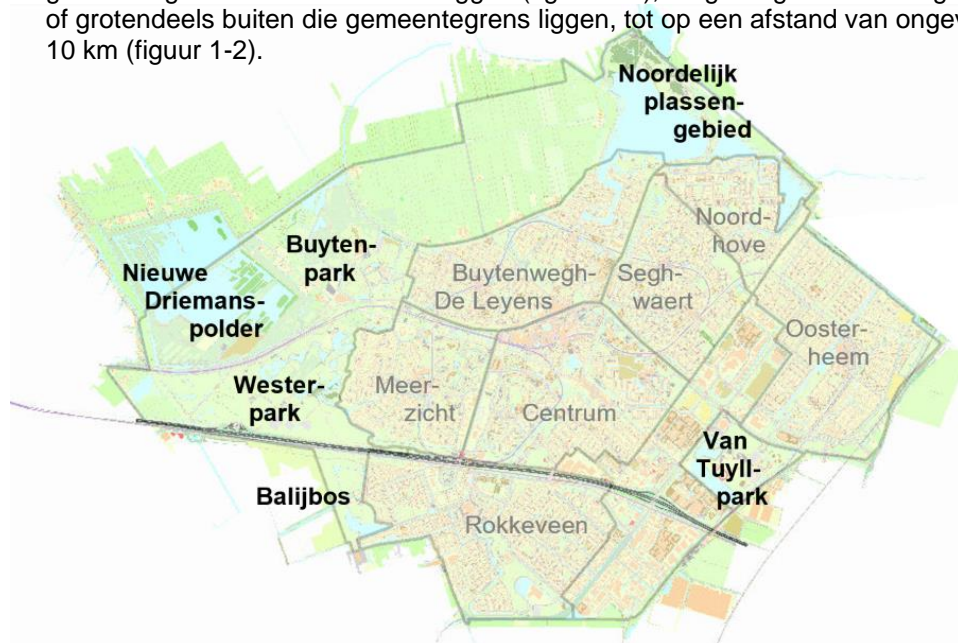 of grotendeels buiten die gemeentegrens liggen, tot op een afstand van
10 km (figuur 1-2).
Noordelijk
plassen-
gebied
Noord-
hove
Buyten-
park
Nieuwe
Driemans-
polder
Buytenwegh-
De Leyens
Segh-
waert
Ooster-
heem
Wester-
park
Meer-
zicht
Centrum
Van
Tuyll-
park
Balijbos
Rokkeveen